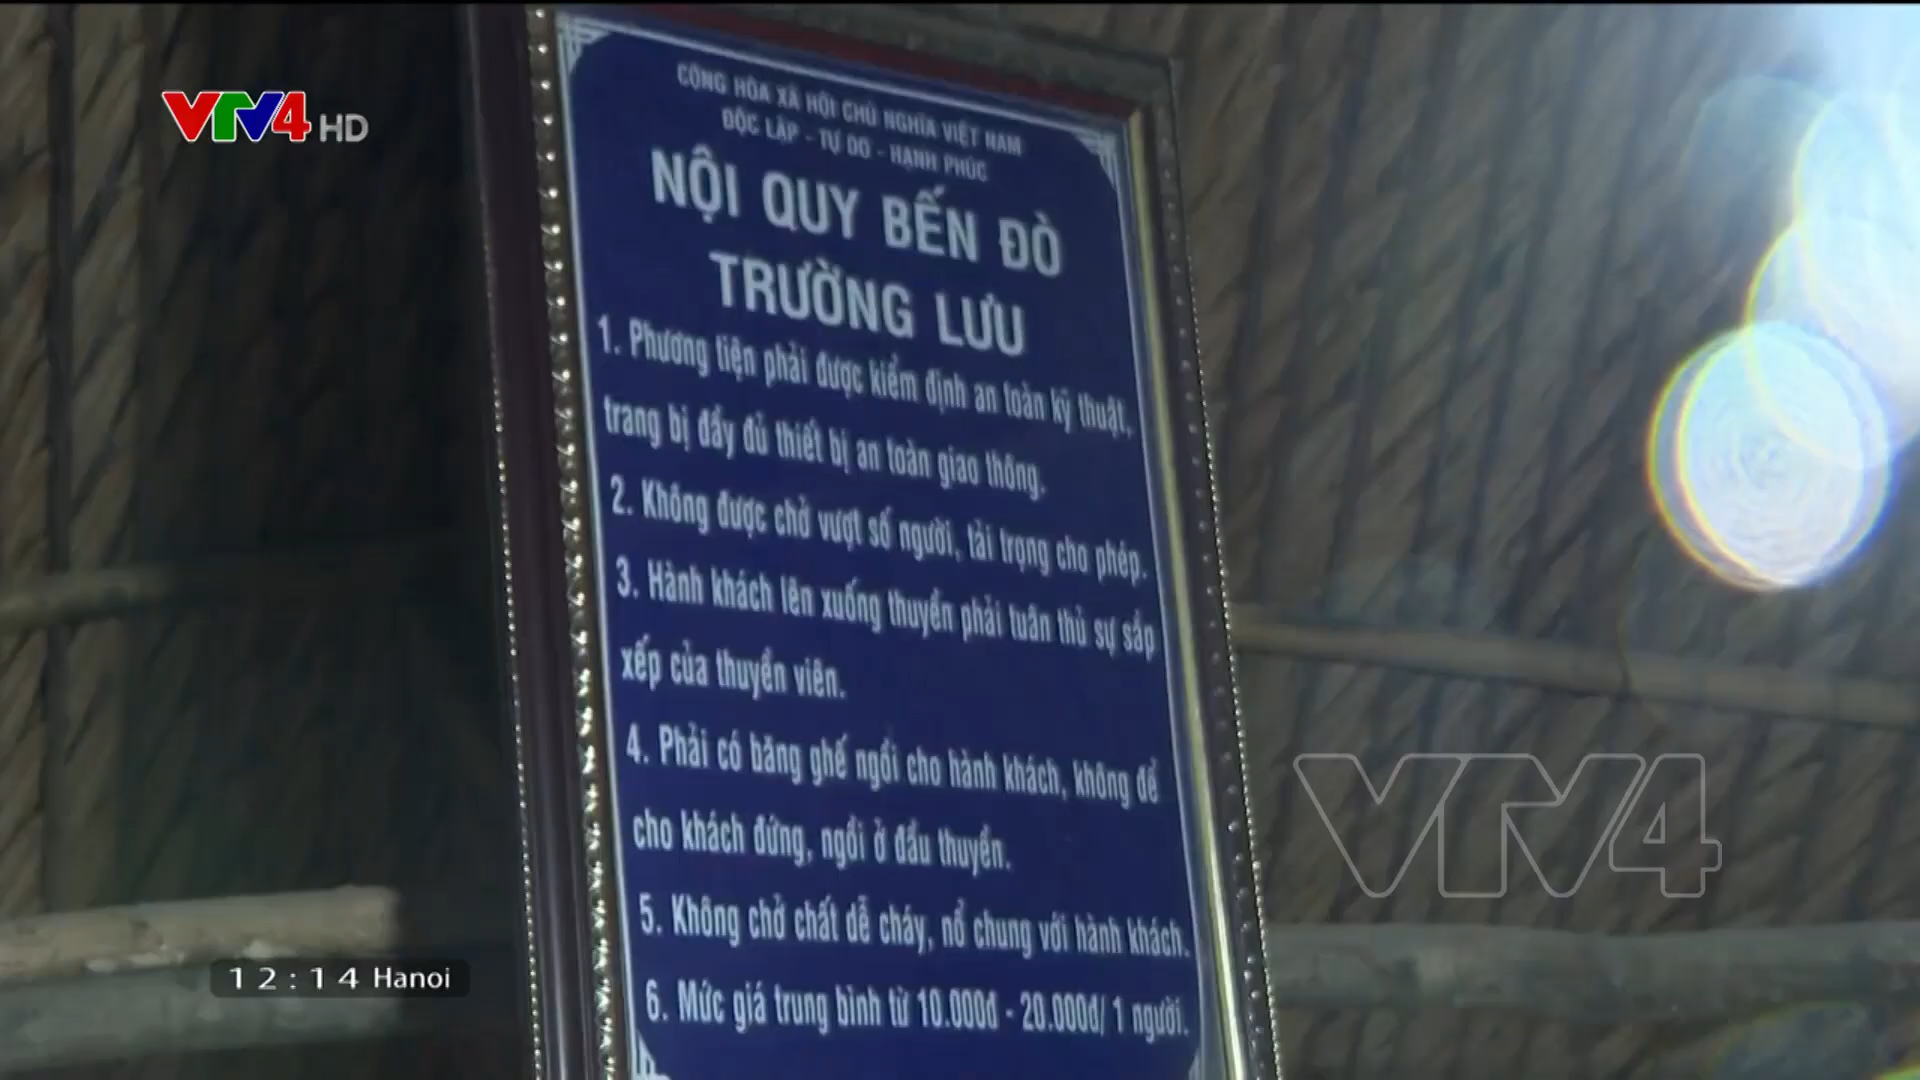 VTV4 HD
CỘNG HÒA XÃ HỘI CHỦ NGHĨA VIỆT NAM
ĐỘC LẬP - TỰ DO - HẠNH PHÚC
NỘI QUY BẾN ĐÒ
TRƯỜNG LƯU
1. Phương tiện phải được kiểm định an toàn kỹ thuật,
trang bị đầy đủ thiết bị an toàn giao thông.
2. Không được chở vượt số người, tải trọng cho phép.
3. Hành khách lên xuống thuyền phải tuân thủ sự sắp
xếp của thuyền viên.
4. Phải có băng ghế ngồi cho hành khách, không để
cho khách đứng, ngồi ở đầu thuyền.
5. Không chở chất dễ cháy, nổ chung với hành khách.
6. Mức giá trung bình từ 10.000đ - 20.000đ/ 1 người.
VTV4
12:14 Hanoi